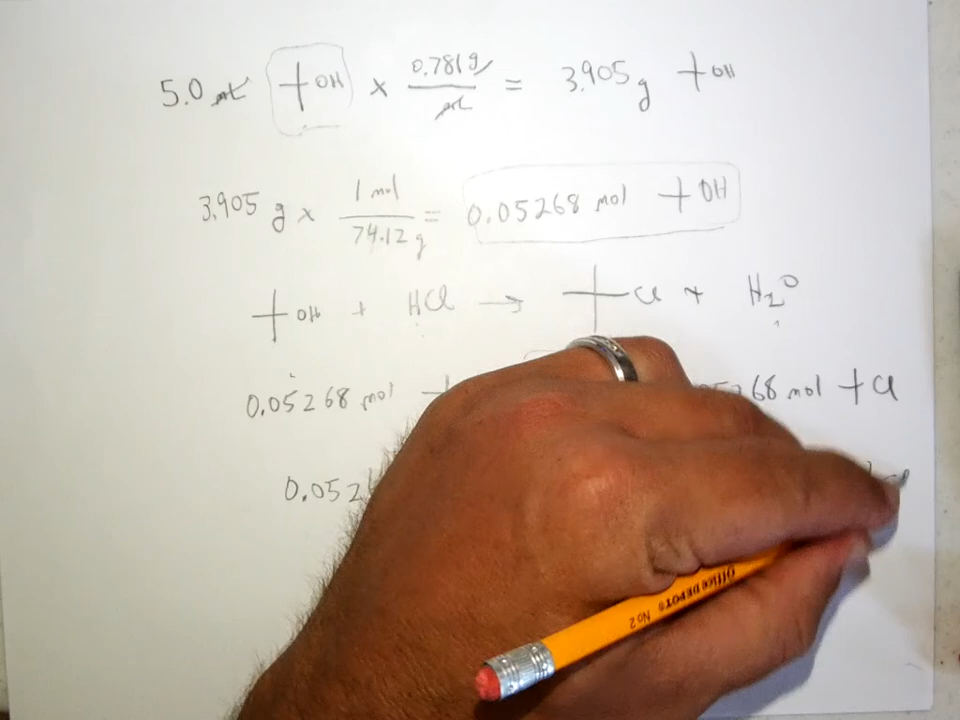 5.0 mL +OH × 0.781g/mL = 3.905 g +OH
3.905 g × 1 mol/74.12 g = 0.05268 mol +OH
+OH + HCl → +Cl + H₂O
0.05268 mol 68 mol +Cl
0.052
Office DEPOT® No 2